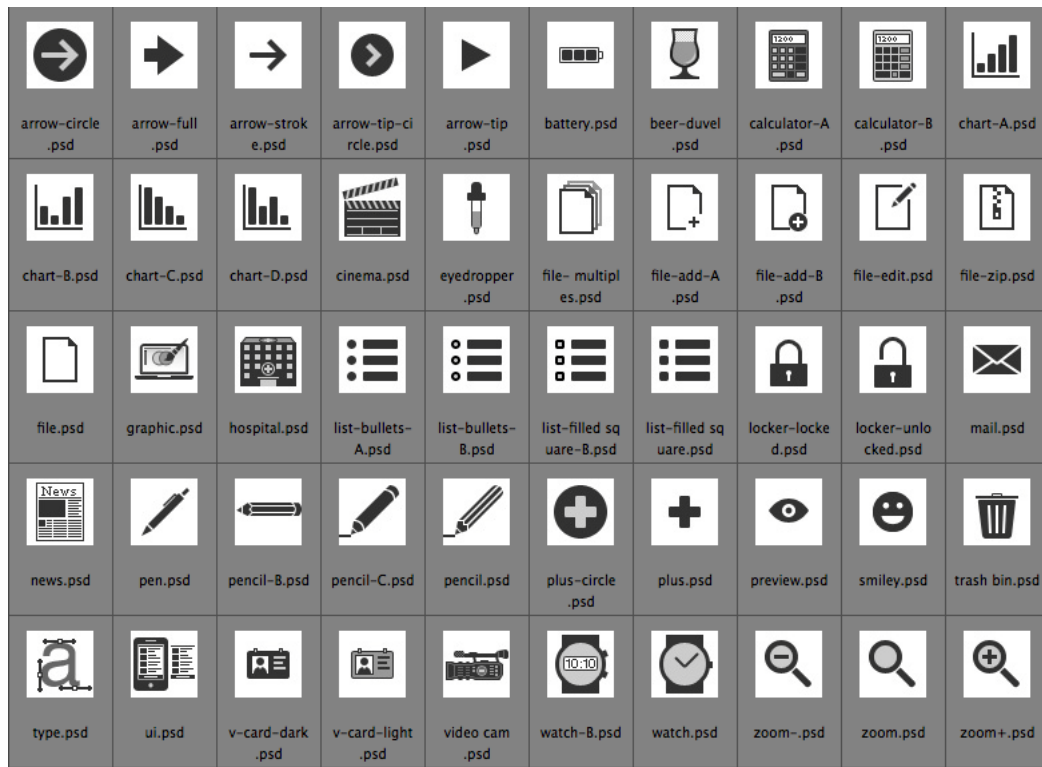 1200
1200
arrow-circle
.psd
arrow-full
.psd
arrow-strok
e.psd
arrow-tip-ci
rcle.psd
arrow-tip
.psd
battery.psd
beer-duvel
.psd
calculator-A
.psd
calculator-B
.psd
chart-A.psd
chart-B.psd
chart-C.psd
chart-D.psd
cinema.psd
eyedropper
.psd
file- multipl
es.psd
file-add-A
.psd
file-add-B
.psd
file-edit.psd
file-zip.psd
file.psd
graphic.psd
hospital.psd
list-bullets-
A.psd
list-bullets-
B.psd
list-filled sq
uare-B.psd
list-filled sq
uare.psd
locker-locke
d.psd
locker-unlo
cked.psd
mail.psd
News
news.psd
pen.psd
pencil-B.psd
pencil-C.psd
pencil.psd
plus-circle
.psd
plus.psd
preview.psd
smiley.psd
trash bin.psd
a
10:10
type.psd
ui.psd
v-card-dark
.psd
v-card-light
.psd
video cam
.psd
watch-B.psd
watch.psd
zoom-.psd
zoom.psd
zoom+.psd